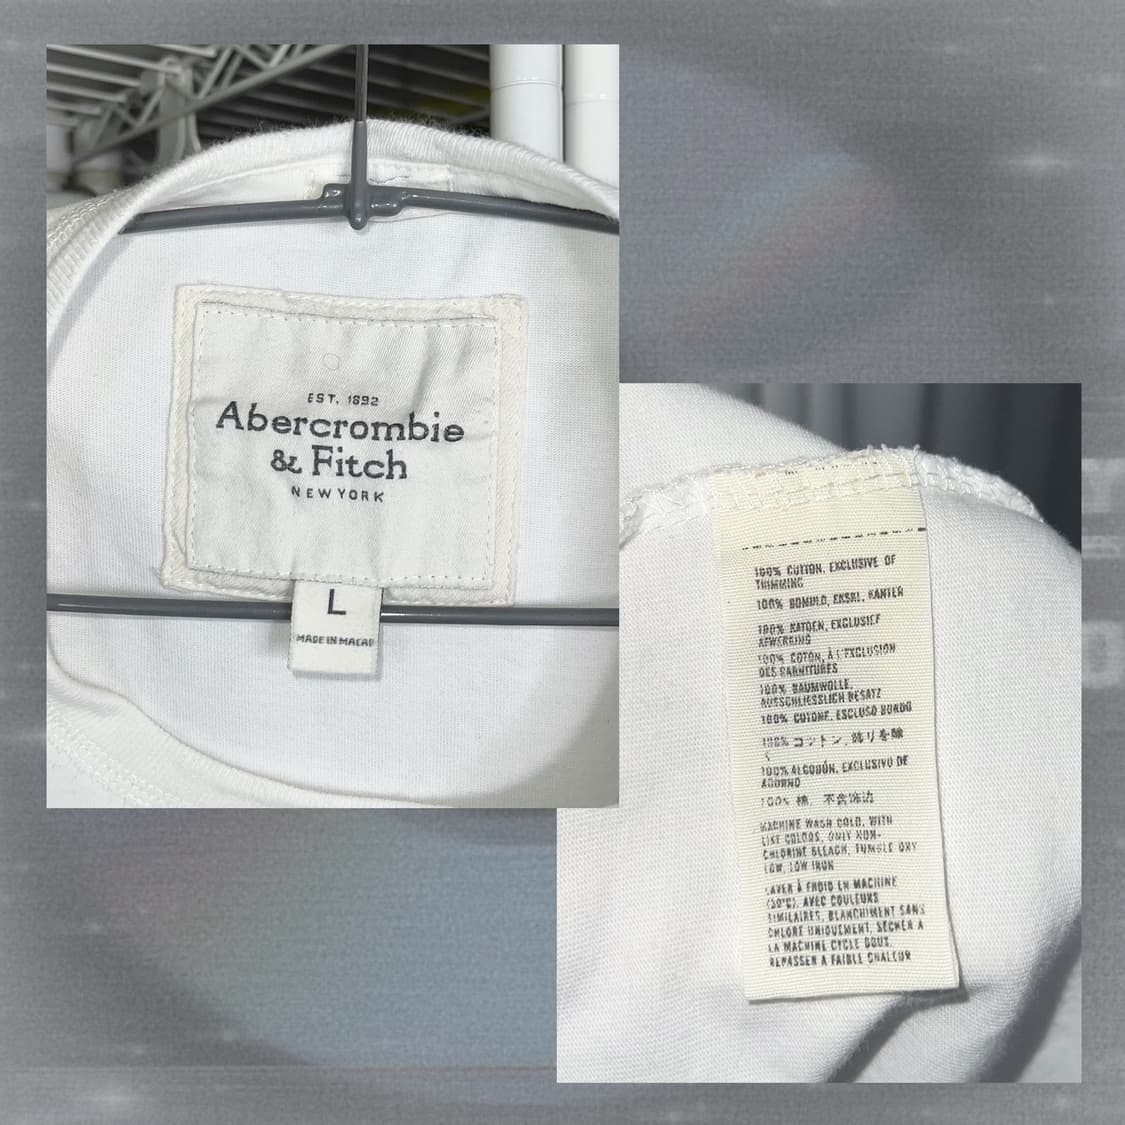 EST. 1892
Abercrombie
& Fitch
NEW YORK
L
MADE IN MACAU
100% COTTON, EXCLUSIVE OF
TRIMMING
100% BOMULD, EKSKL. KANTER
100% KATOEN, EXCLUSIEF
AFWERKING
100% COTON, À L'EXCLUSION
DES GARNITURES
100% BAUMWOLLE,
AUSSCHLIESSLICH BESATZ
100% COTONE, ESCLUSO BORDO
100% コットン, 飾りを除
く
100% ALGODÓN, EXCLUSIVO DE
ADORNO
100% 棉, 不含饰边
MACHINE WASH COLD, WITH
LIKE COLORS, ONLY NON-
CHLORINE BLEACH, TUMBLE DRY
LOW, LOW IRON
LAVER À FROID EN MACHINE
(30°C), AVEC COULEURS
SIMILAIRES, BLANCHIMENT SANS
CHLORE UNIQUEMENT, SÉCHER A
LA MACHINE CYCLE DOUX,
REPASSER A FAIBLE CHALEUR